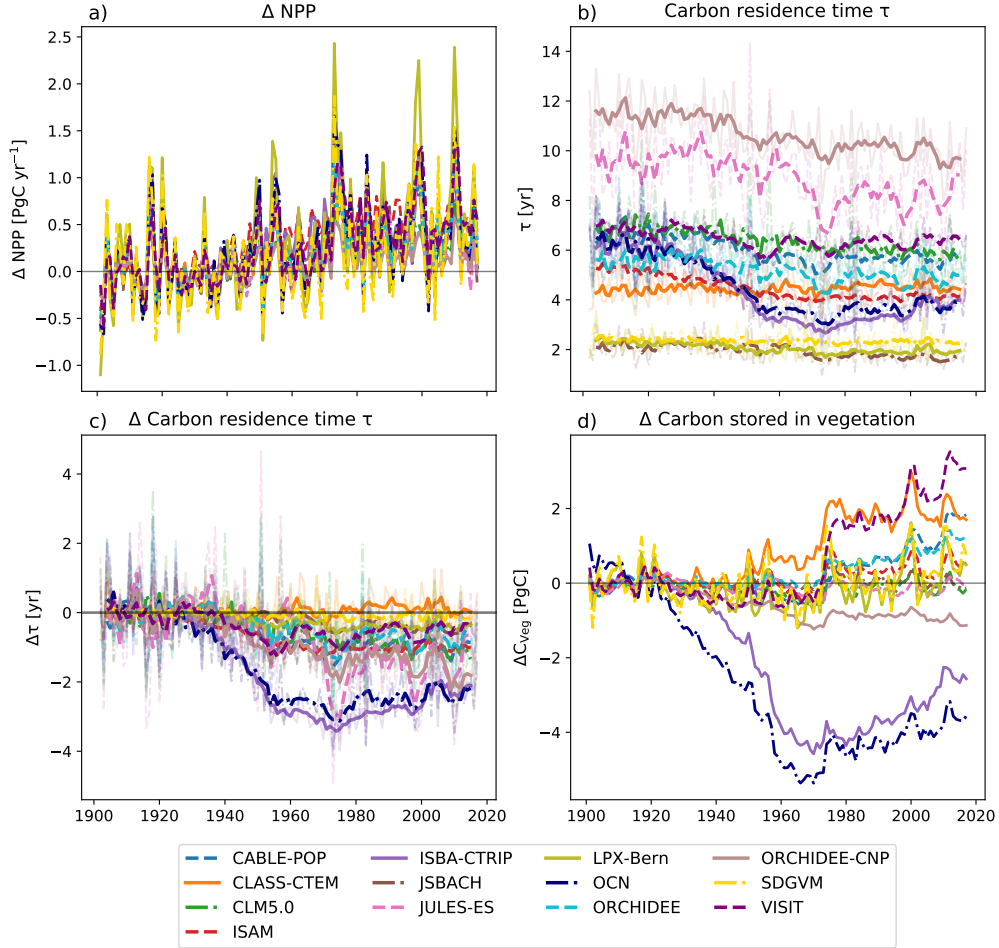 a)
Δ NPP
Δ NPP [PgC yr⁻¹]
2.5
2.0
1.5
1.0
0.5
0.0
−0.5
−1.0
b)
Carbon residence time τ
τ [yr]
14
12
10
8
6
4
2
c)
Δ Carbon residence time τ
Δτ [yr]
4
2
0
−2
−4
1900 1920 1940 1960 1980 2000 2020
d)
Δ Carbon stored in vegetation
ΔC_Veg [PgC]
2
0
−2
−4
1900 1920 1940 1960 1980 2000 2020
CABLE-POP
CLASS-CTEM
CLM5.0
ISAM
ISBA-CTRIP
JSBACH
JULES-ES
LPX-Bern
OCN
ORCHIDEE
ORCHIDEE-CNP
SDGVM
VISIT